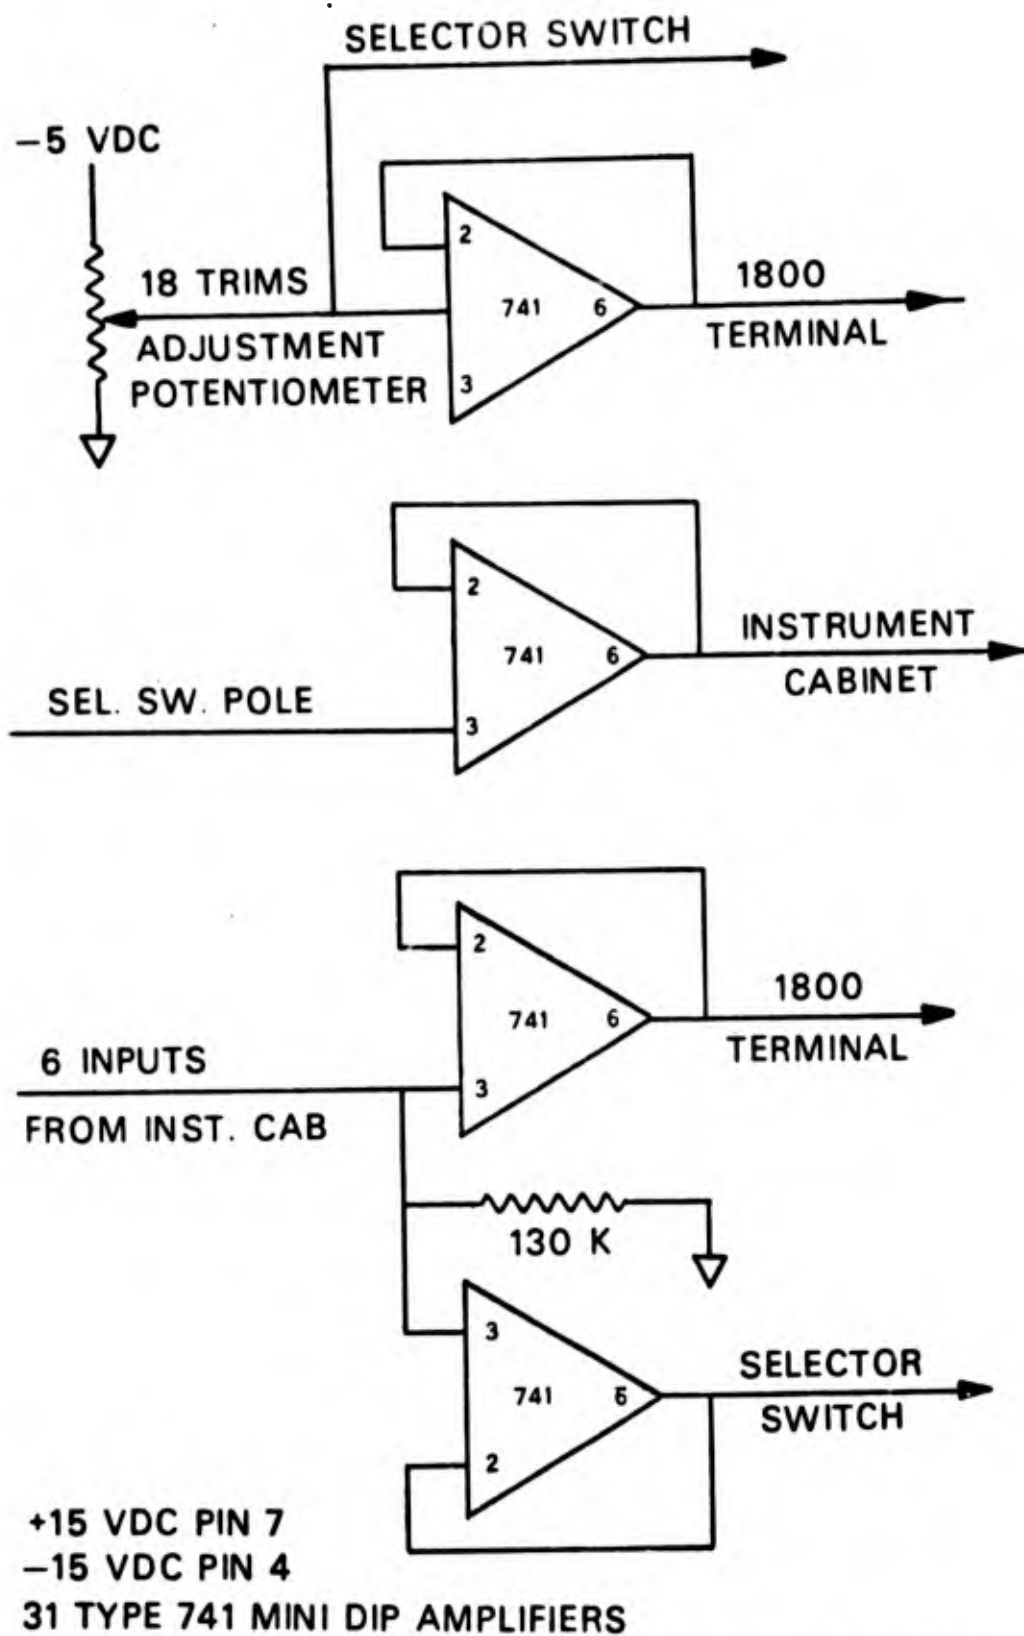 SELECTOR SWITCH
−5 VDC
18 TRIMS
ADJUSTMENT
POTENTIOMETER
2
741
6
3
1800
TERMINAL
SEL. SW. POLE
2
741
6
3
INSTRUMENT
CABINET
6 INPUTS
FROM INST. CAB
2
741
6
3
1800
TERMINAL
130 K
3
741
6
2
SELECTOR
SWITCH
+15 VDC PIN 7
−15 VDC PIN 4
31 TYPE 741 MINI DIP AMPLIFIERS